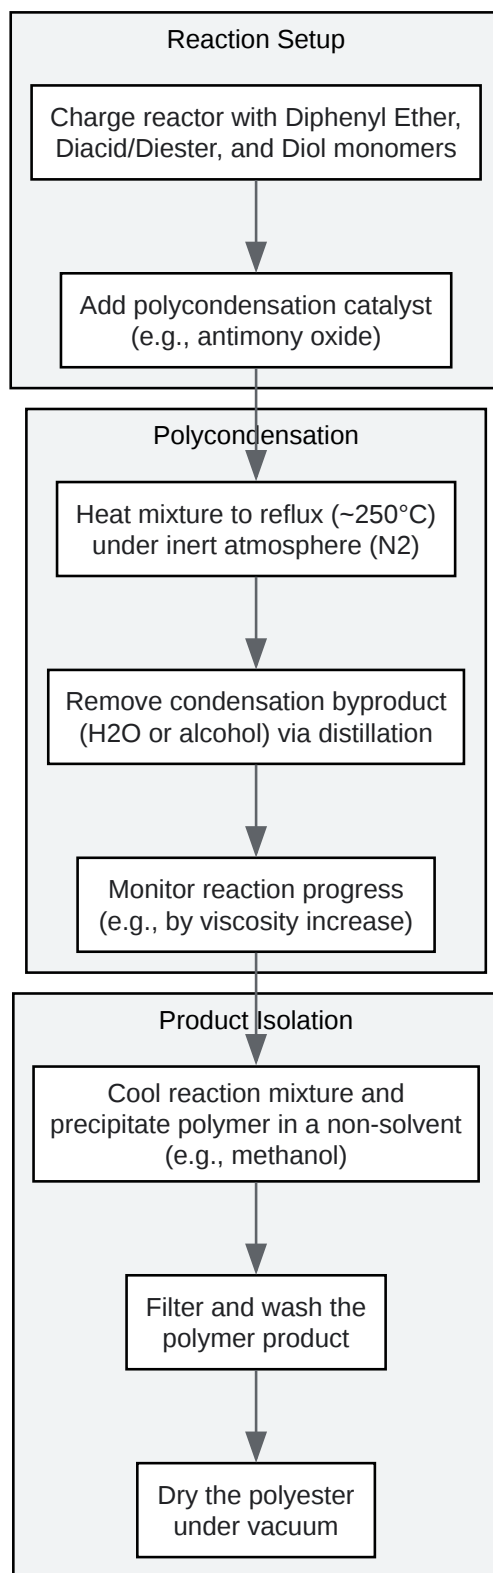 Reaction Setup
Charge reactor with Diphenyl Ether,
Diacid/Diester, and Diol monomers
Add polycondensation catalyst
(e.g., antimony oxide)
Polycondensation
Heat mixture to reflux (~250°C)
under inert atmosphere (N2)
Remove condensation byproduct
(H2O or alcohol) via distillation
Monitor reaction progress
(e.g., by viscosity increase)
Product Isolation
Cool reaction mixture and
precipitate polymer in a non-solvent
(e.g., methanol)
Filter and wash the
polymer product
Dry the polyester
under vacuum